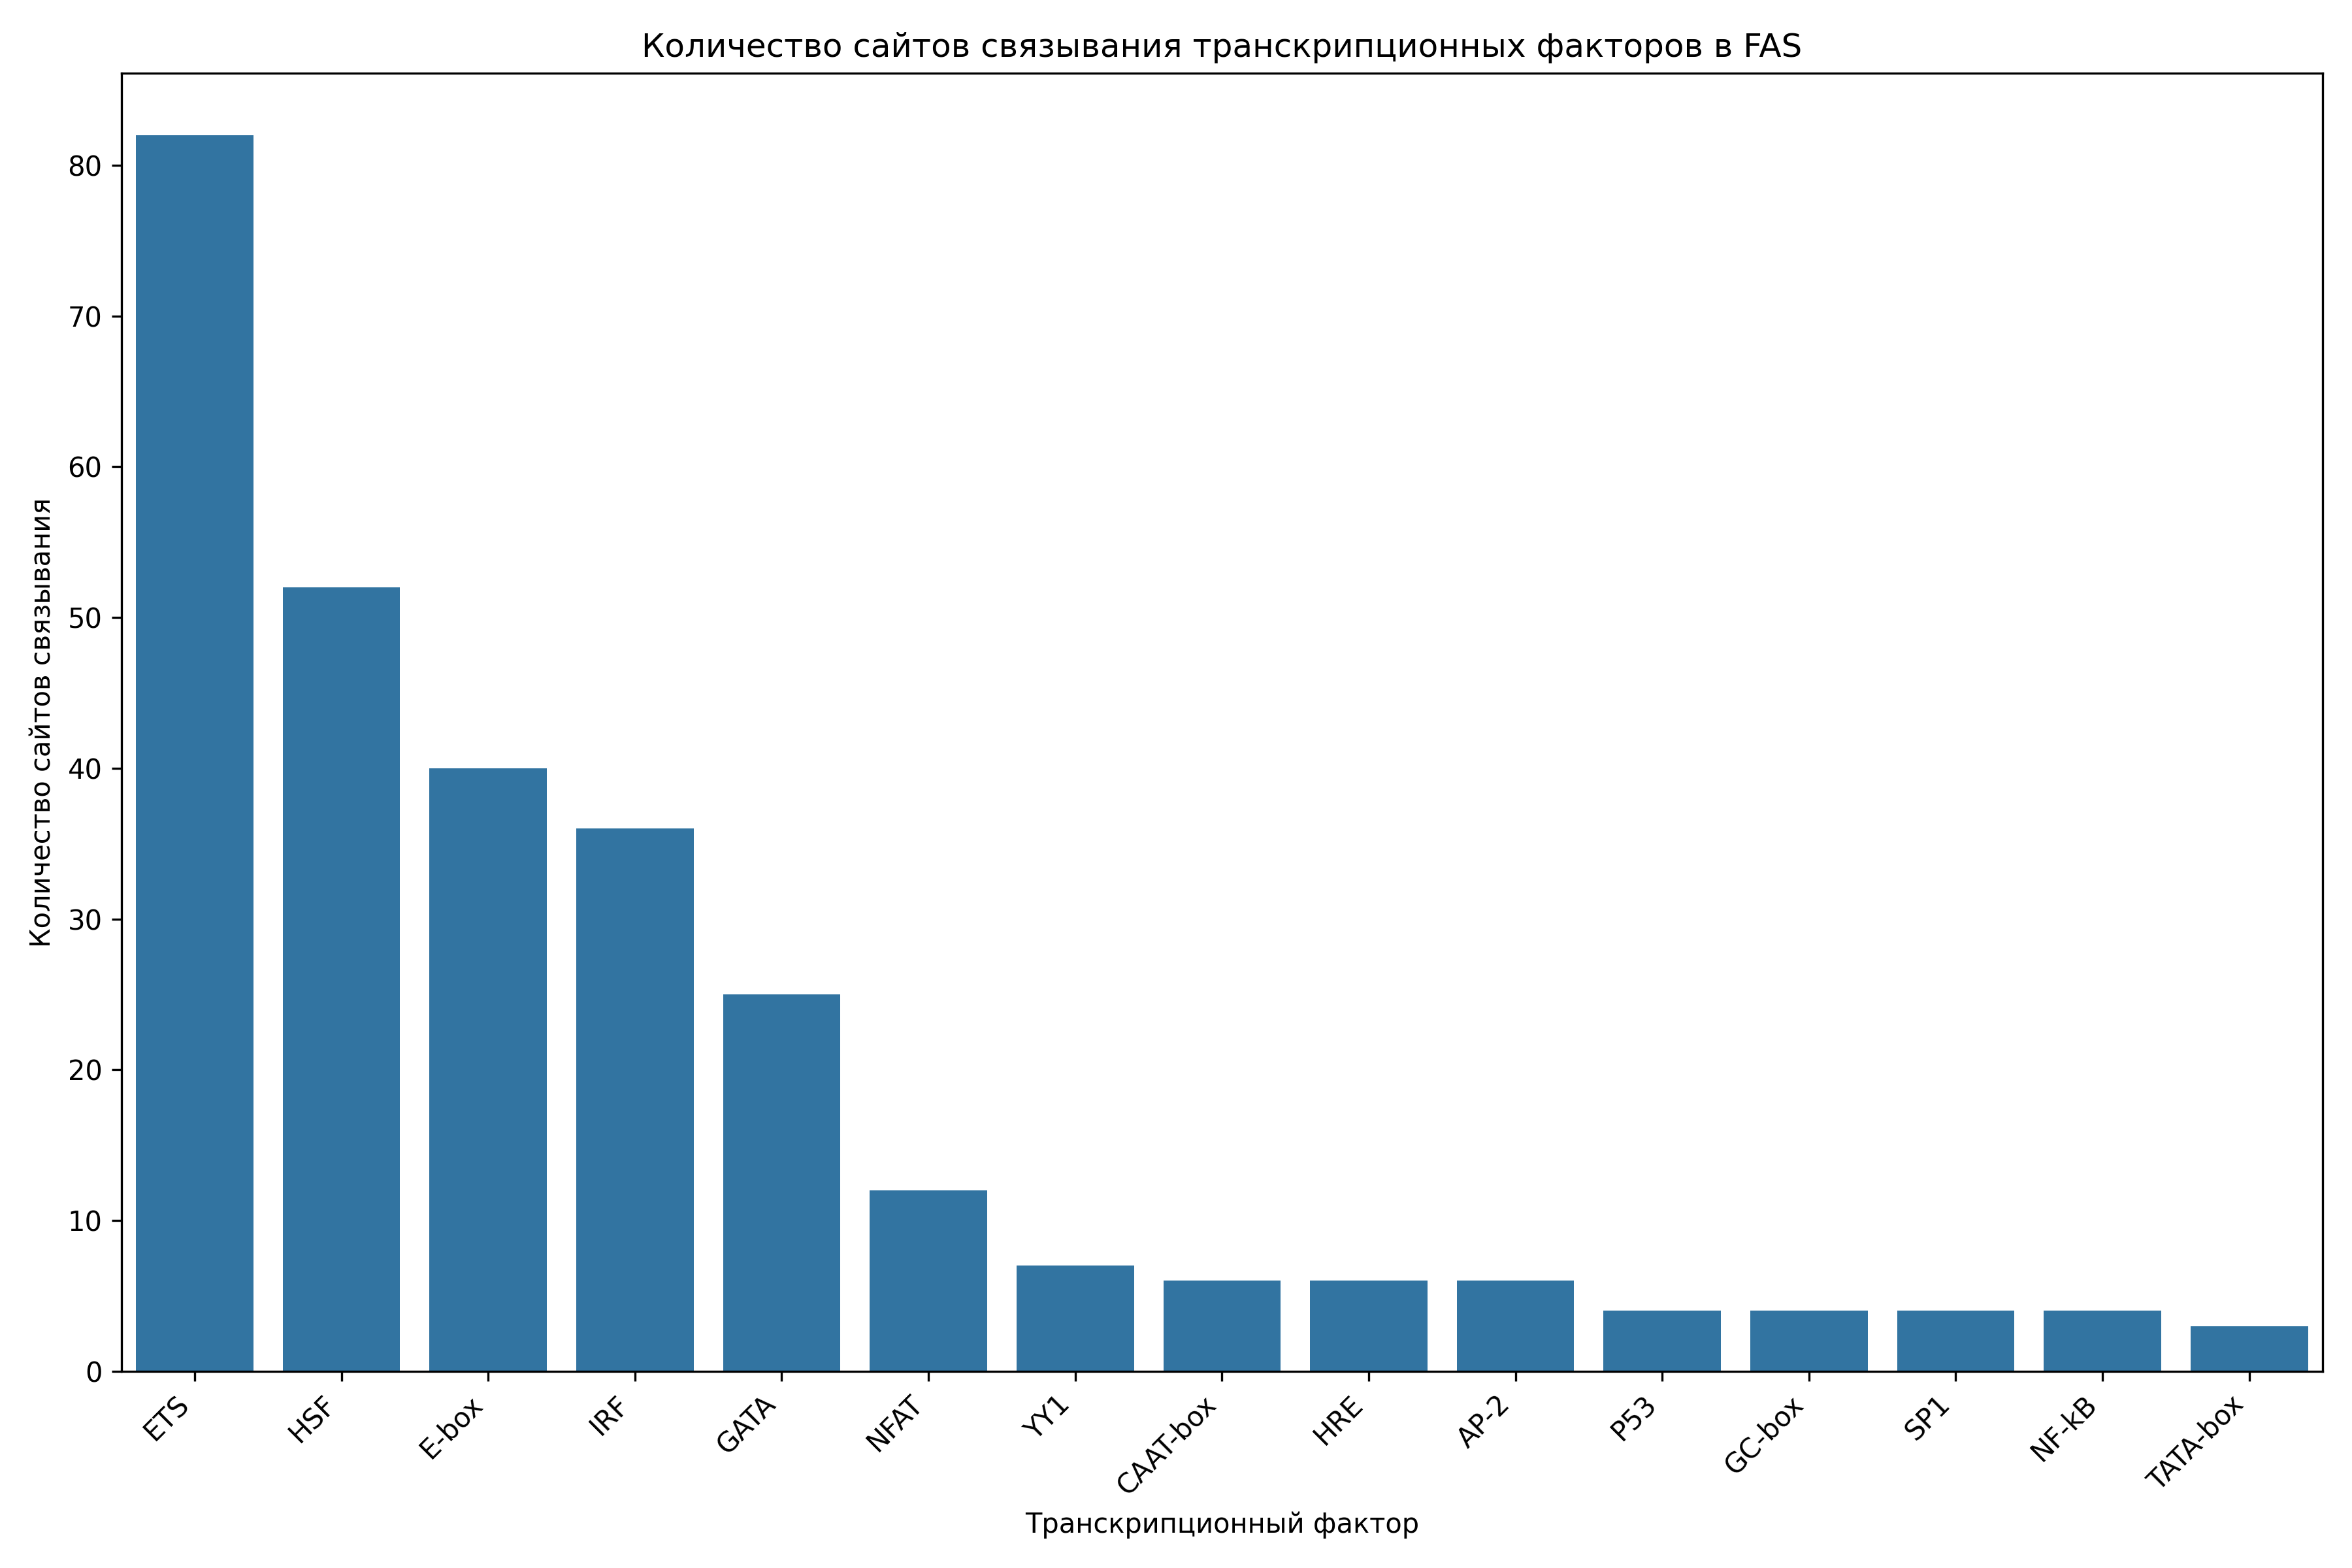 Количество сайтов связывания транскрипционных факторов в FAS
Количество сайтов связывания
80
70
60
50
40
30
20
10
0
ETS
HSF
E-box
IRF
GATA
NFAT
YY1
CAAT-box
HRE
AP-2
P53
GC-box
SP1
NF-kB
TATA-box
Транскрипционный фактор